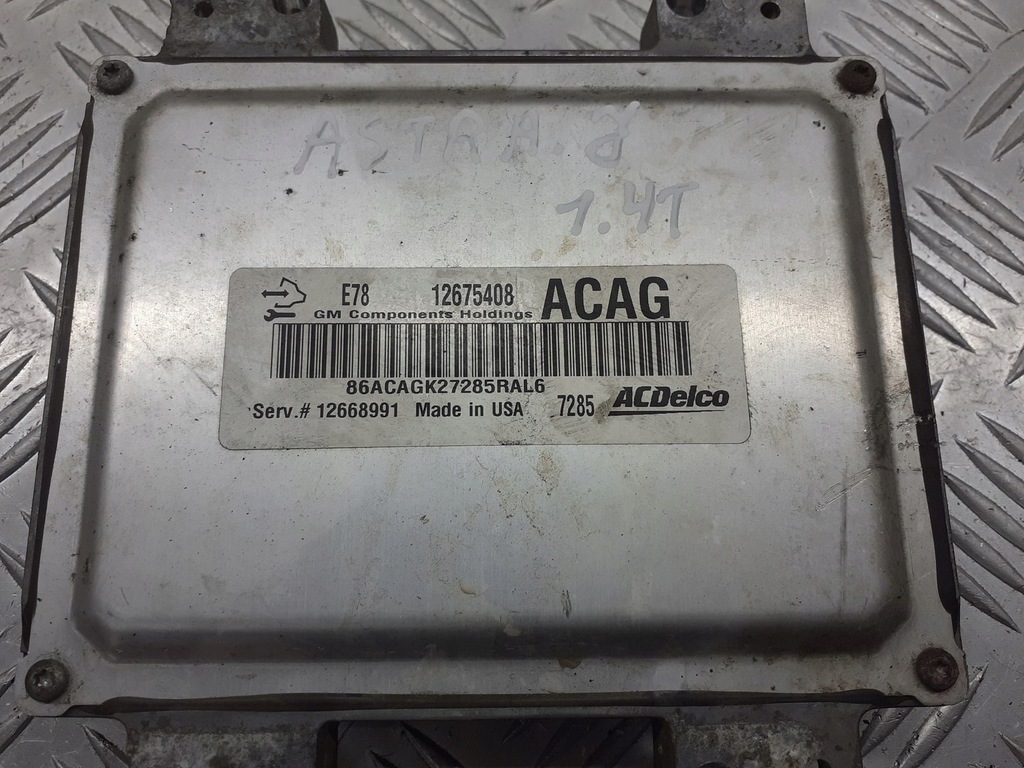 ASTRA.J
1.4T
E78 12675408 ACAG
GM Components Holdings
86ACAGK27285RAL6
Serv.# 12668991 Made in USA 7285 ACDelco